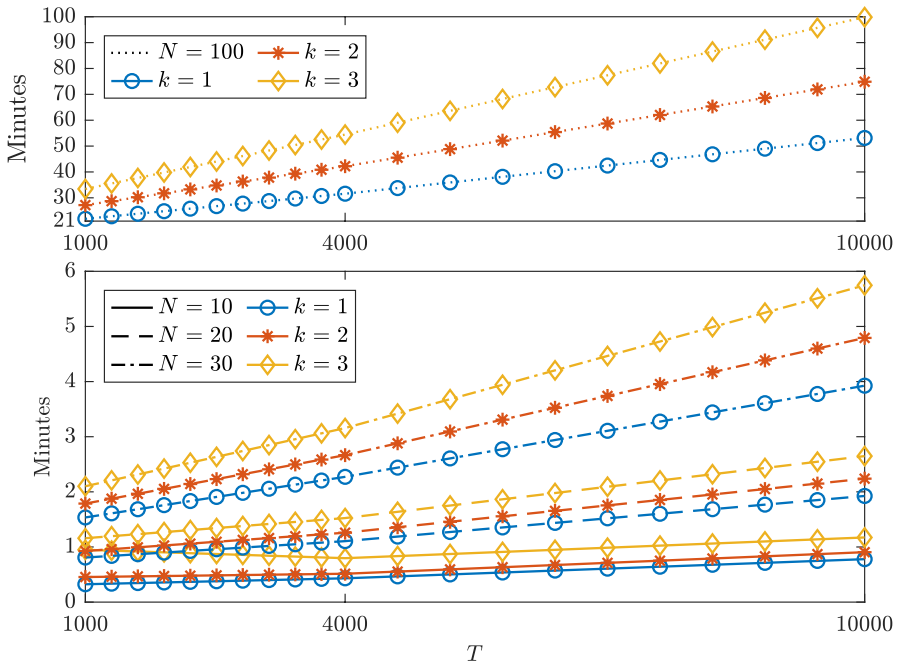 100
90
80
70
60
50
40
30
21
Minutes
N = 100
k = 2
k = 1
k = 3
1000
4000
10000
6
5
4
3
2
1
0
Minutes
N = 10
k = 1
N = 20
k = 2
N = 30
k = 3
1000
4000
10000
T